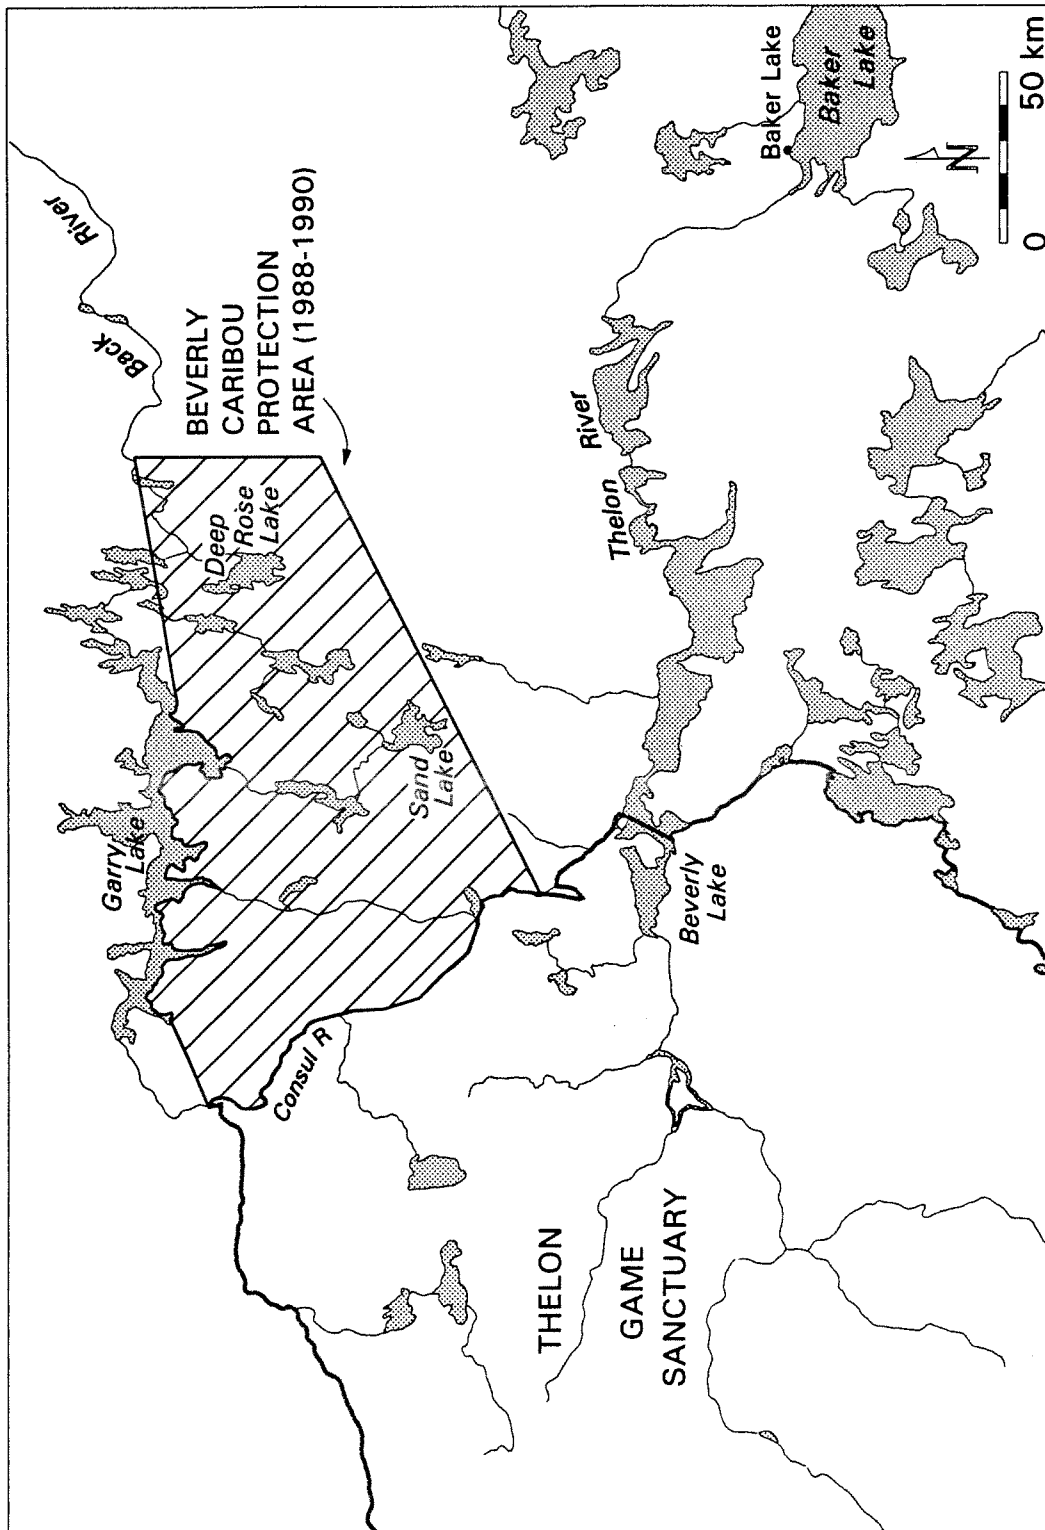 Back
River
BEVERLY
CARIBOU
PROTECTION
AREA (1988-1990)
Garry
Lake
Deep
Rose
Lake
Sand
Lake
Consul R
Thelon
River
Beverly
Lake
Baker Lake
Baker
Lake
THELON
GAME
SANCTUARY
N
0
50 km